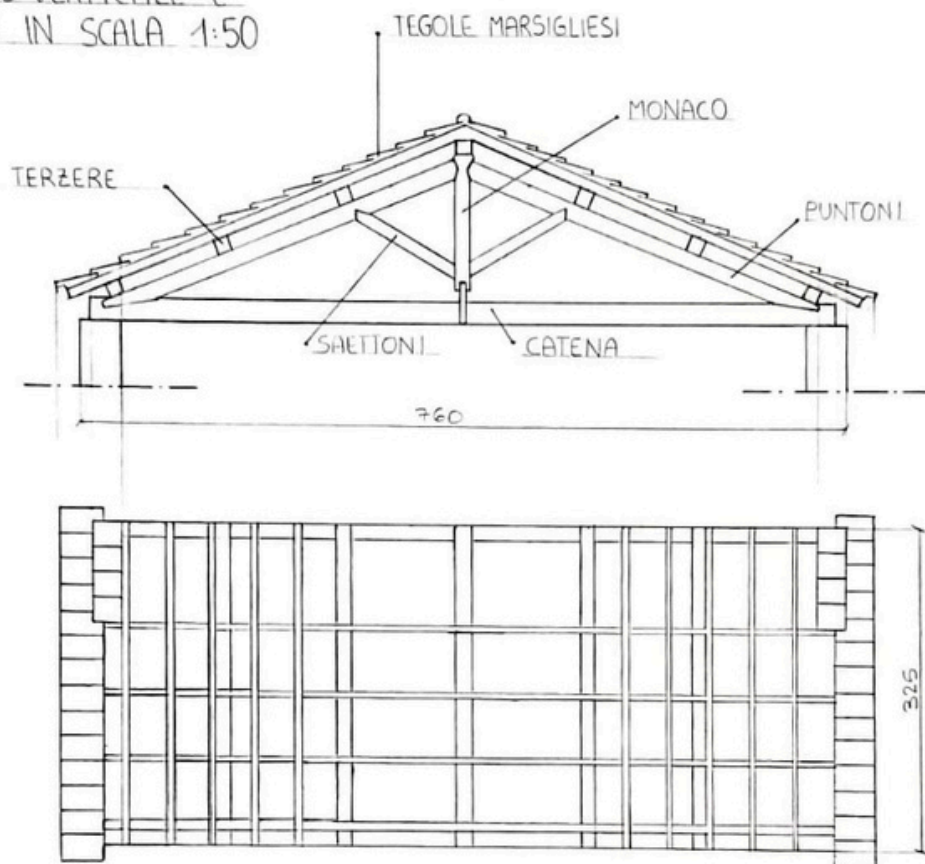 IN SCALA 1:50
TEGOLE MARSIGLIESI
MONACO
TERZERE
PUNTONI
SAETTONI
CATENA
760
325